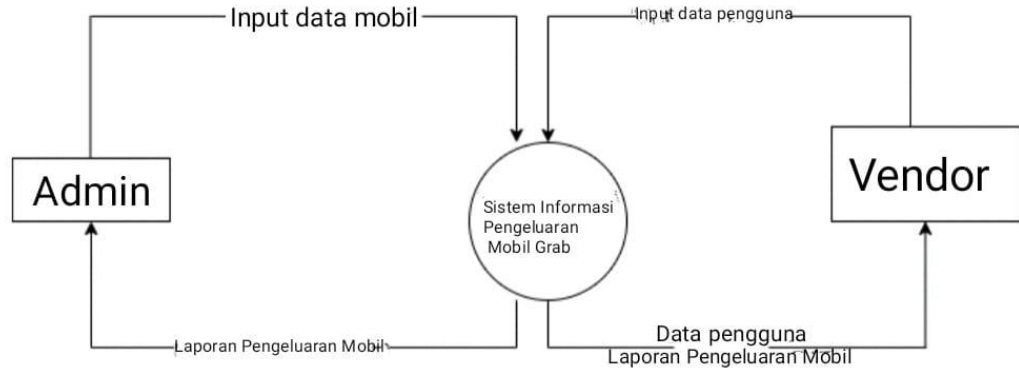 Input data mobil
Input data pengguna
Admin
Sistem Informasi
Pengeluaran
Mobil Grab
Vendor
Laporan Pengeluaran Mobil
Data pengguna
Laporan Pengeluaran Mobil